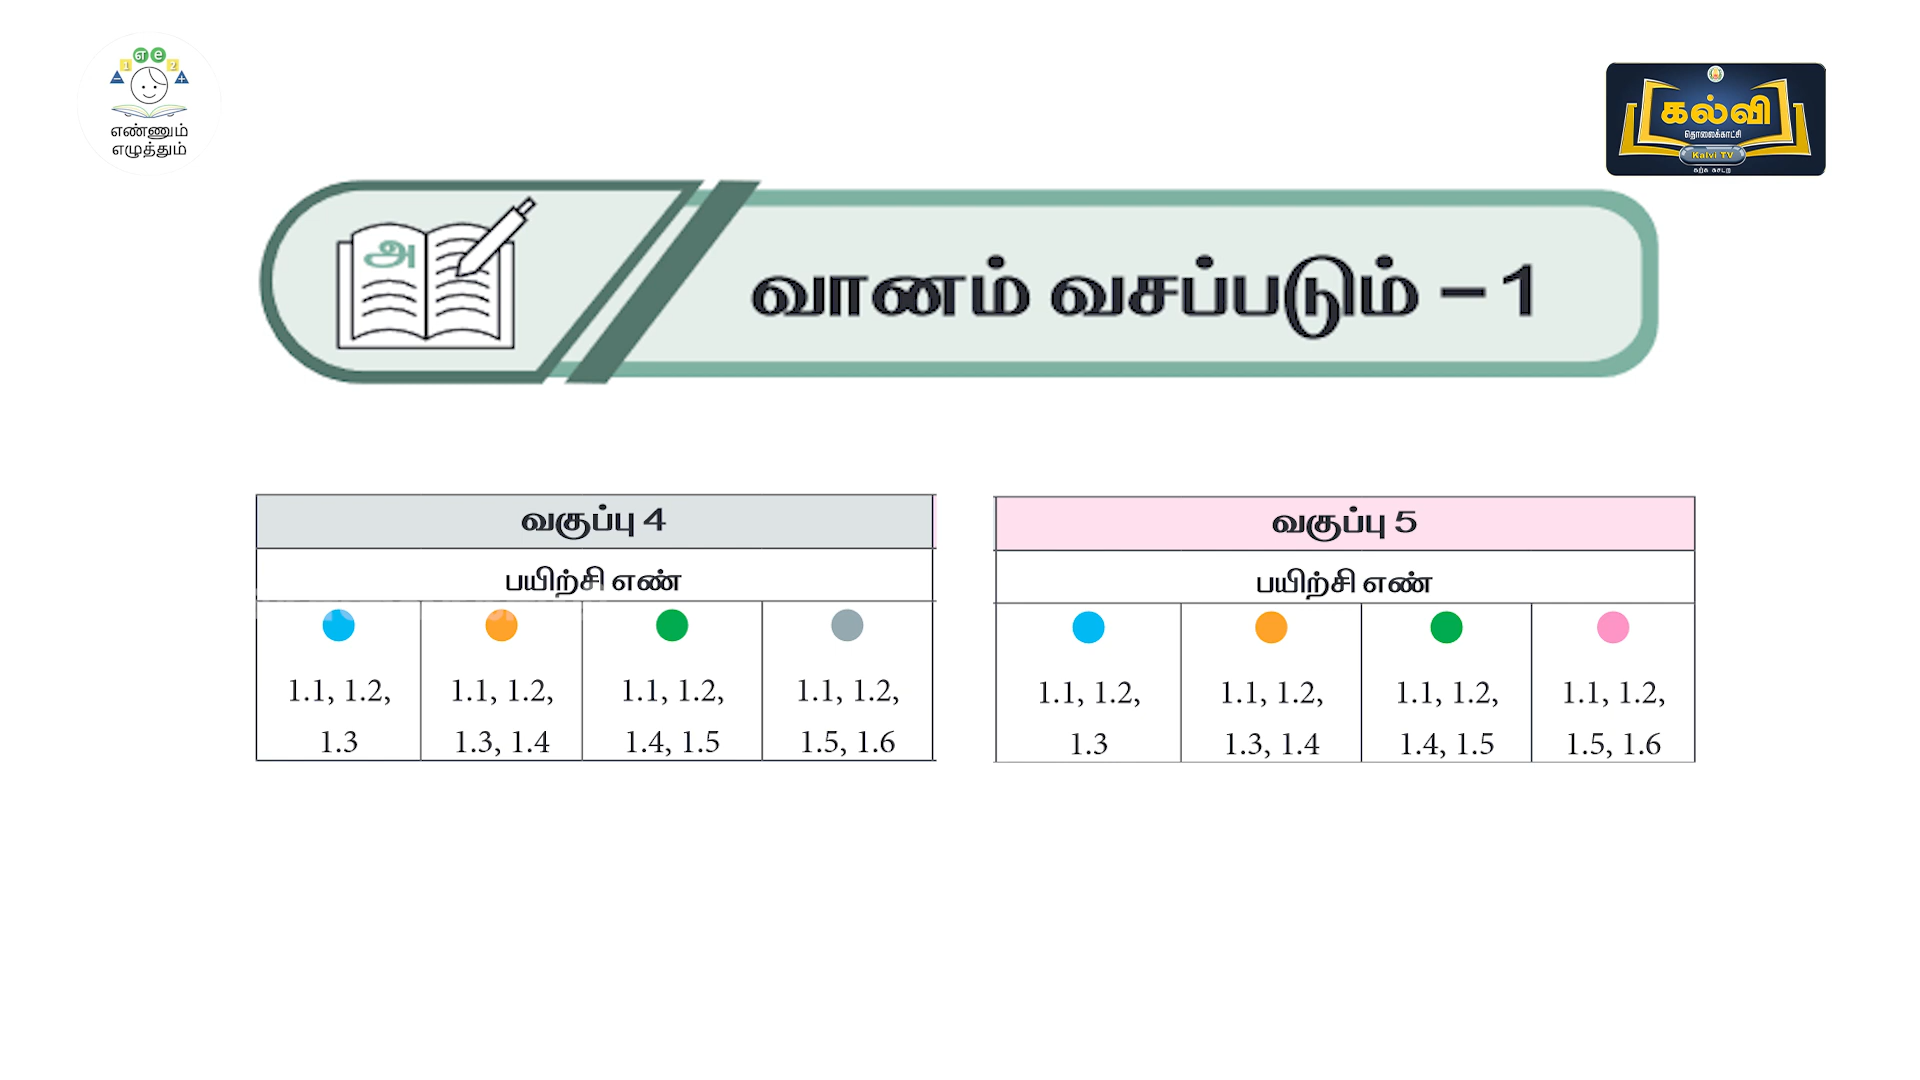 எ e
1 2
− +
எண்ணும்
எழுத்தும்
கல்வி
தொலைக்காட்சி
Kalvi TV
கற்க கசடற
அ
வானம் வசப்படும் – 1
வகுப்பு 4
பயிற்சி எண்
1.1, 1.2, 1.1, 1.2, 1.1, 1.2, 1.1, 1.2,
1.3 1.3, 1.4 1.4, 1.5 1.5, 1.6
வகுப்பு 5
பயிற்சி எண்
1.1, 1.2, 1.1, 1.2, 1.1, 1.2, 1.1, 1.2,
1.3 1.3, 1.4 1.4, 1.5 1.5, 1.6